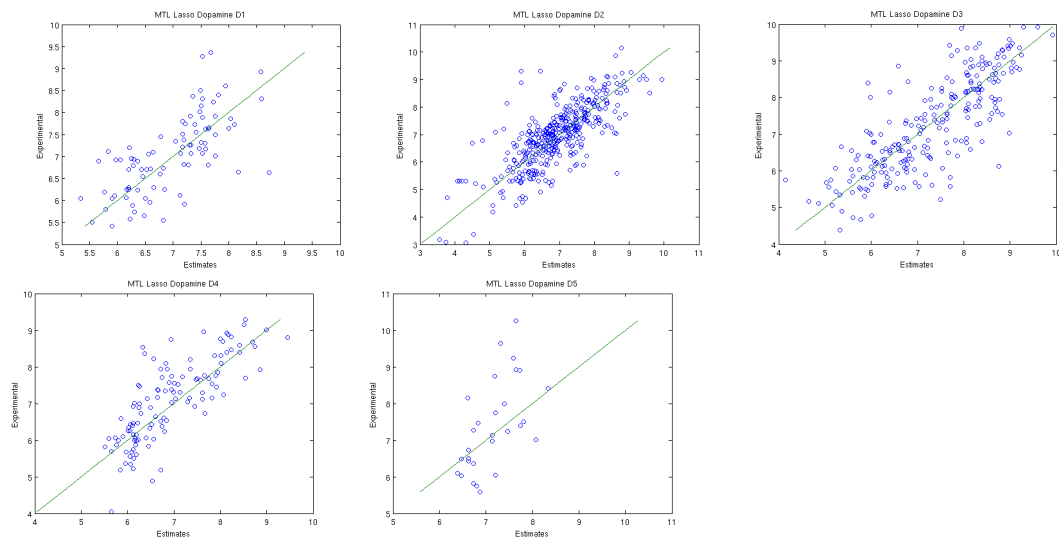 MTL Lasso Dopamine D1
Experimental
10
9.5
9
8.5
8
7.5
7
6.5
6
5.5
5
5 5.5 6 6.5 7 7.5 8 8.5 9 9.5 10
Estimates
MTL Lasso Dopamine D2
Experimental
11
10
9
8
7
6
5
4
3
3 4 5 6 7 8 9 10 11
Estimates
MTL Lasso Dopamine D3
Experimental
10
9
8
7
6
5
4
4 5 6 7 8 9 10
Estimates
MTL Lasso Dopamine D4
Experimental
10
9
8
7
6
5
4
4 5 6 7 8 9 10
Estimates
MTL Lasso Dopamine D5
Experimental
11
10
9
8
7
6
5
5 6 7 8 9 10 11
Estimates